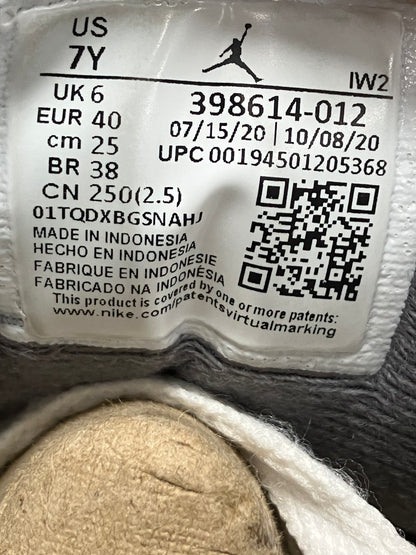 US
7Y
IW2
UK 6
EUR 40
cm 25
BR 38
CN 250(2.5)
398614-012
07/15/20 | 10/08/20
UPC 00194501205368
01TQDXBGSNAHJ
MADE IN INDONESIA
HECHO EN INDONESIA
FABRIQUE EN INDONESIE
FABRICADO NA INDONÉSIA
This product is covered by one or more patents:
www.nike.com/patentsvirtualmarking